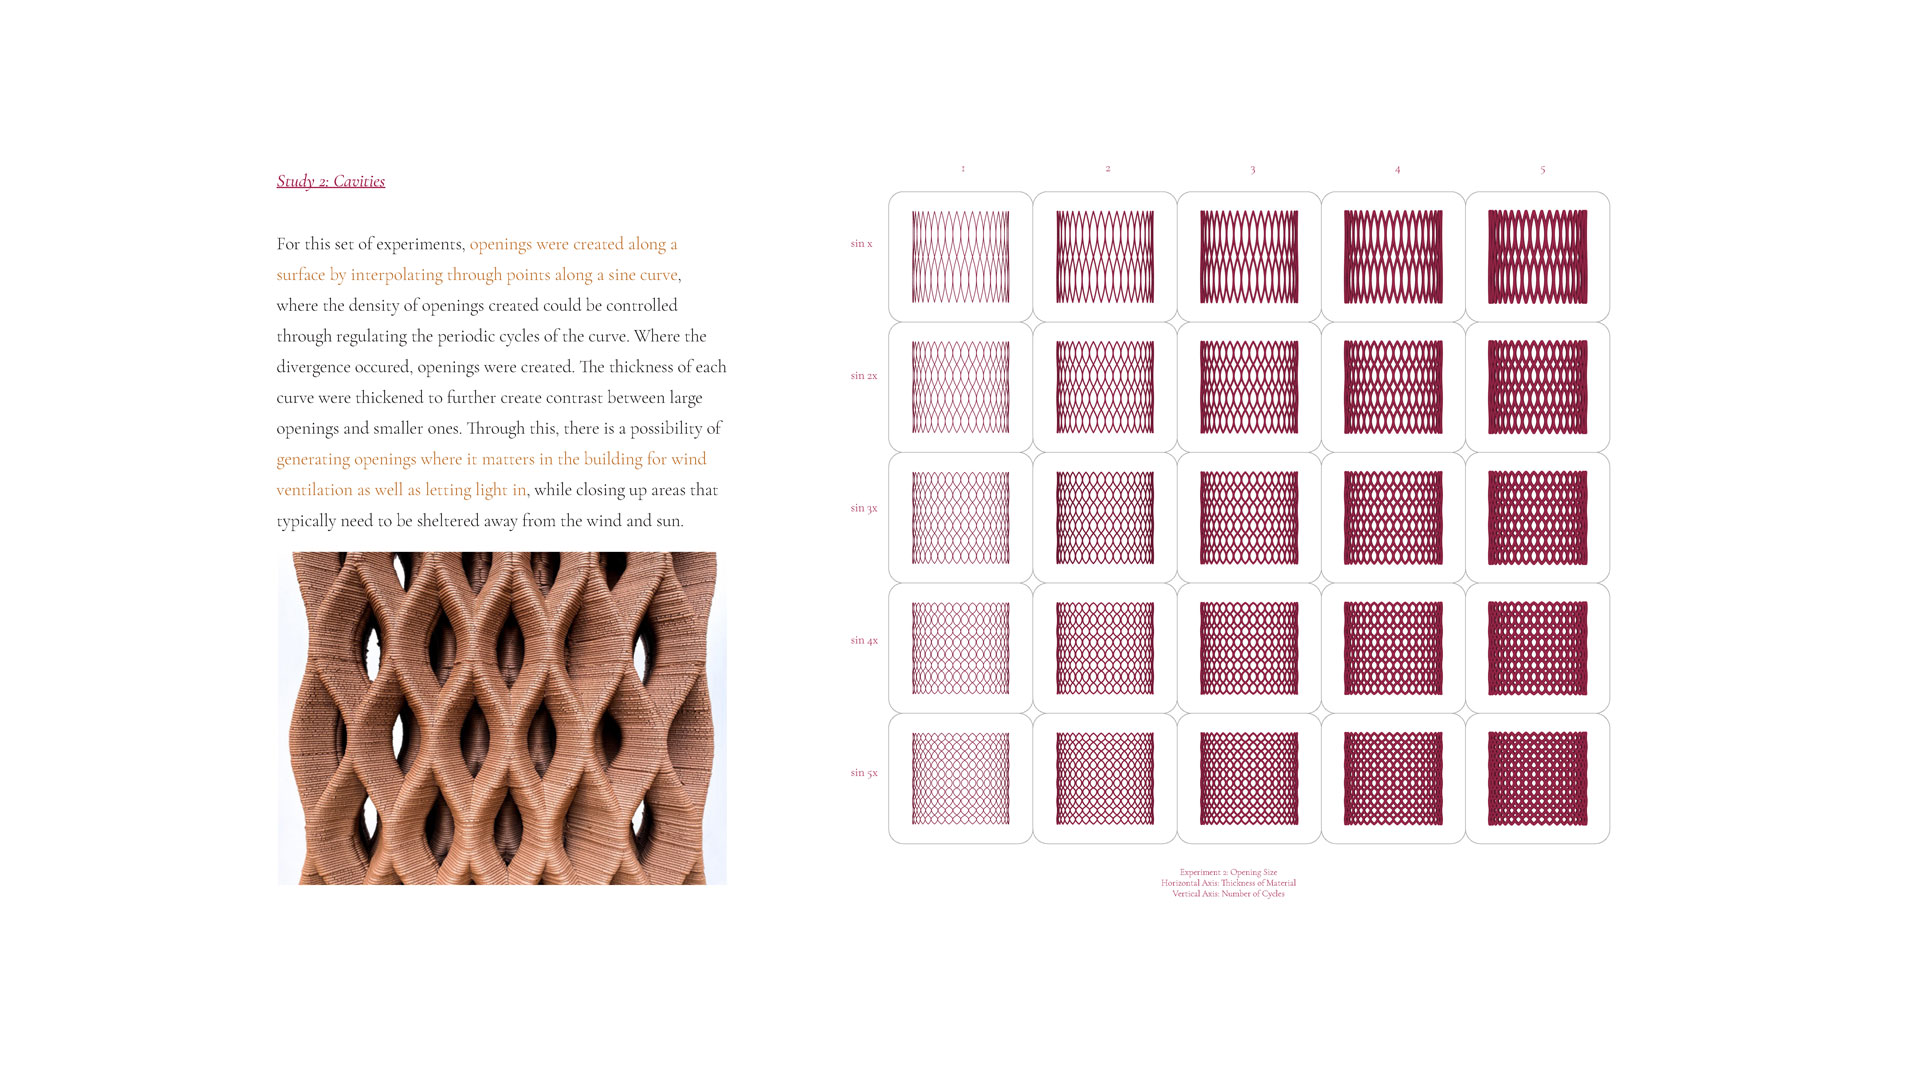 Study 2: Cavities
For this set of experiments, openings were created along a
surface by interpolating through points along a sine curve,
where the density of openings created could be controlled
through regulating the periodic cycles of the curve. Where the
divergence occured, openings were created. The thickness of each
curve were thickened to further create contrast between large
openings and smaller ones. Through this, there is a possibility of
generating openings where it matters in the building for wind
ventilation as well as letting light in, while closing up areas that
typically need to be sheltered away from the wind and sun.
1 2 3 4 5
sin x
sin 2x
sin 3x
sin 4x
sin 5x
Experiment 2: Opening Size
Horizontal Axis: Thickness of Material
Vertical Axis: Number of Cycles